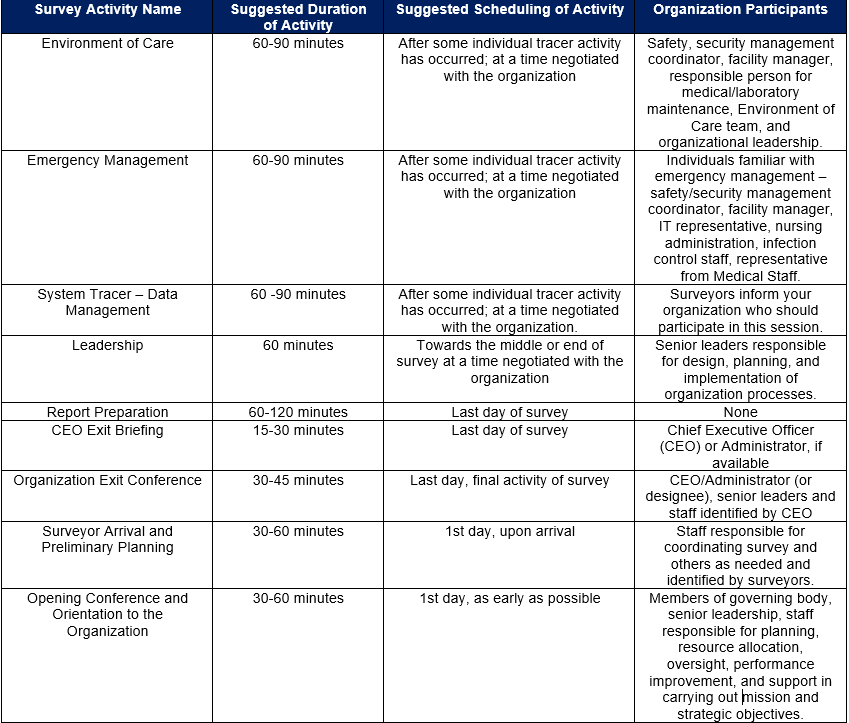 Survey Activity Name
Suggested Duration
of Activity
Suggested Scheduling of Activity
Organization Participants
Environment of Care
60-90 minutes
After some individual tracer activity
has occurred; at a time negotiated
with the organization
Safety, security management
coordinator, facility manager,
responsible person for
medical/laboratory
maintenance, Environment of
Care team, and
organizational leadership.
Emergency Management
60-90 minutes
After some individual tracer activity
has occurred; at a time negotiated
with the organization
Individuals familiar with
emergency management –
safety/security management
coordinator, facility manager,
IT representative, nursing
administration, infection
control staff, representative
from Medical Staff.
System Tracer – Data
Management
60 -90 minutes
After some individual tracer activity
has occurred; at a time negotiated
with the organization.
Surveyors inform your
organization who should
participate in this session.
Leadership
60 minutes
Towards the middle or end of
survey at a time negotiated with the
organization
Senior leaders responsible
for design, planning, and
implementation of
organization processes.
Report Preparation
60-120 minutes
Last day of survey
None
CEO Exit Briefing
15-30 minutes
Last day of survey
Chief Executive Officer
(CEO) or Administrator, if
available
Organization Exit Conference
30-45 minutes
Last day, final activity of survey
CEO/Administrator (or
designee), senior leaders and
staff identified by CEO
Surveyor Arrival and
Preliminary Planning
30-60 minutes
1st day, upon arrival
Staff responsible for
coordinating survey and
others as needed and
identified by surveyors.
Opening Conference and
Orientation to the
Organization
30-60 minutes
1st day, as early as possible
Members of governing body,
senior leadership, staff
responsible for planning,
resource allocation,
oversight, performance
improvement, and support in
carrying out mission and
strategic objectives.